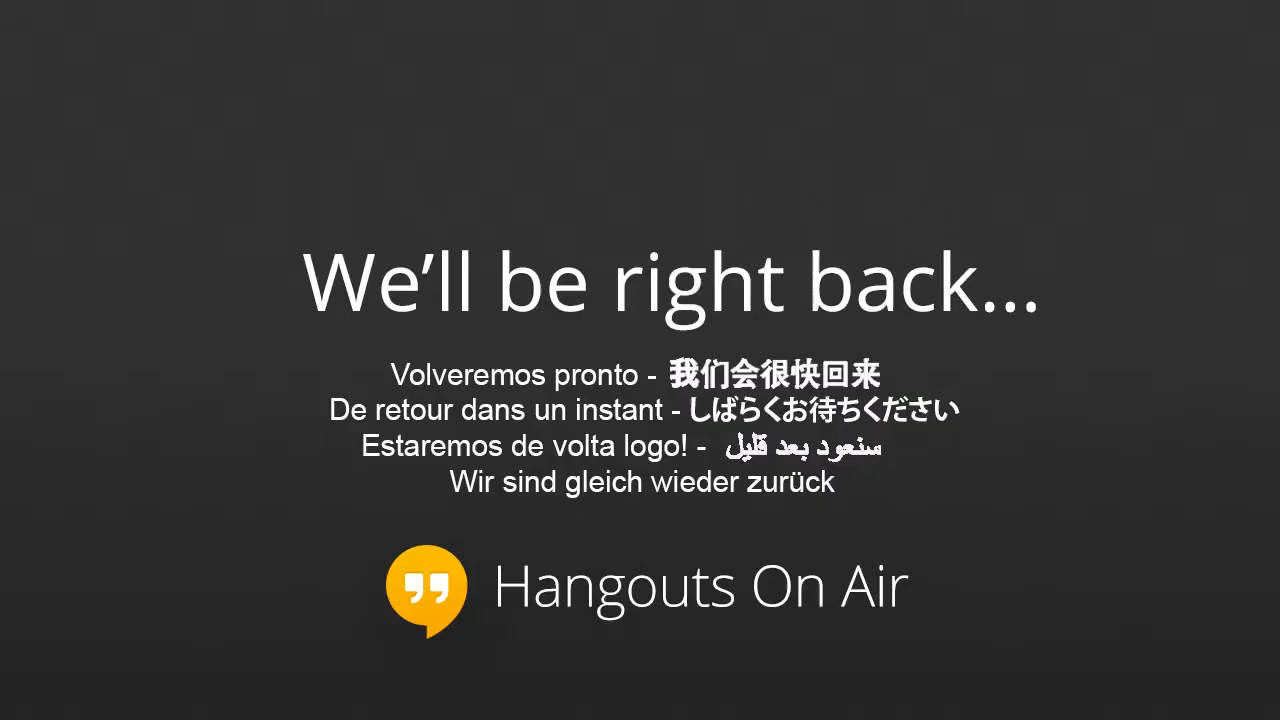 We’ll be right back...
Volveremos pronto - 我们会很快回来
De retour dans un instant - しばらくお待ちください
Estaremos de volta logo! - سنعود بعد قليل
Wir sind gleich wieder zurück
Hangouts On Air